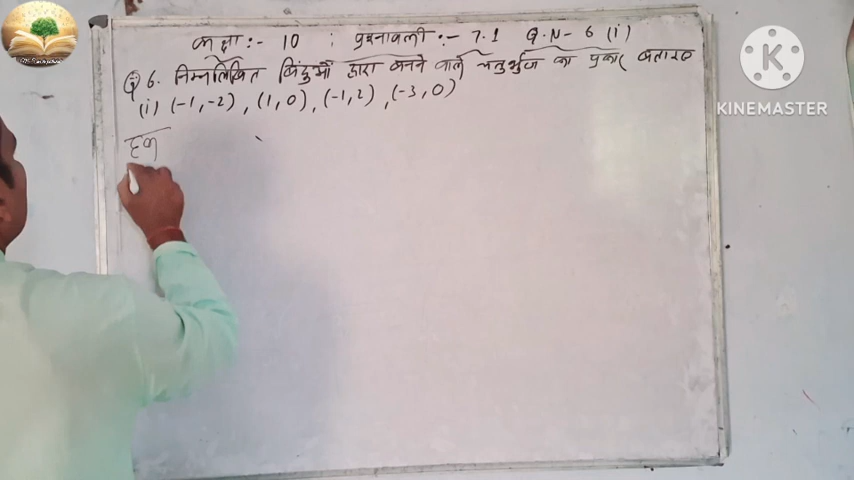 कक्षा :- 10 ; प्रश्नावली :- 7.1 Q.N- 6 (i)
Q 6. निम्नलिखित बिंदुओं द्वारा बनने वाले चतुर्भुज का प्रकार बताइए
(i) (-1,-2), (1,0), (-1,2), (-3,0)
हल
KINEMASTER